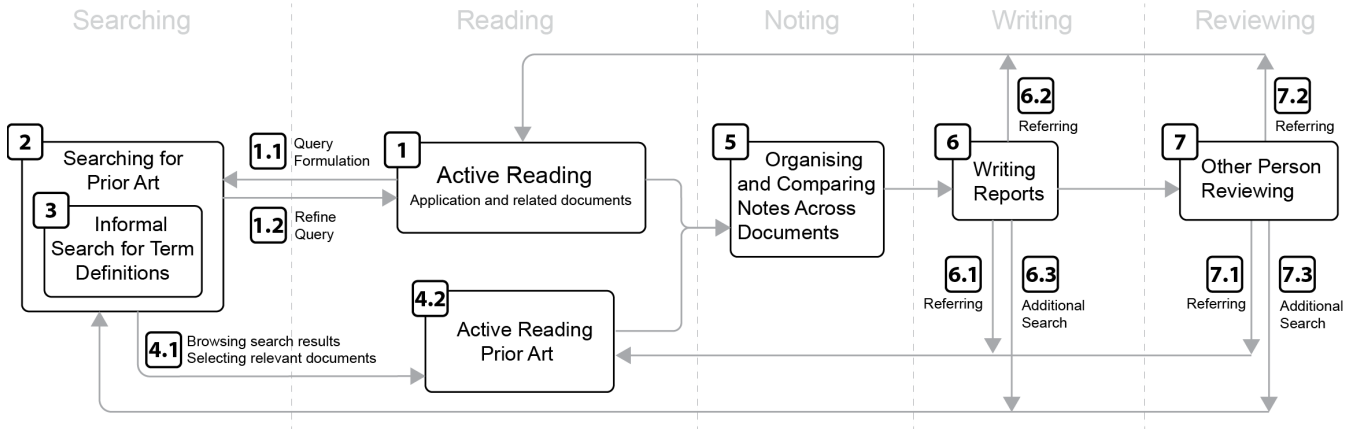 Searching
Reading
Noting
Writing
Reviewing
2
Searching for
Prior Art
3
Informal
Search for Term
Definitions
1.1
Query
Formulation
1.2
Refine
Query
1
Active Reading
Application and related documents
4.1
Browsing search results
Selecting relevant documents
4.2
Active Reading
Prior Art
5
Organising
and Comparing
Notes Across
Documents
6
Writing
Reports
6.2
Referring
6.1
Referring
6.3
Additional
Search
7
Other Person
Reviewing
7.2
Referring
7.1
Referring
7.3
Additional
Search